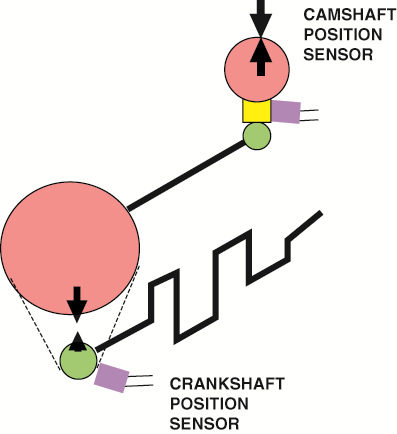 CAMSHAFT
POSITION
SENSOR
CRANKSHAFT
POSITION
SENSOR